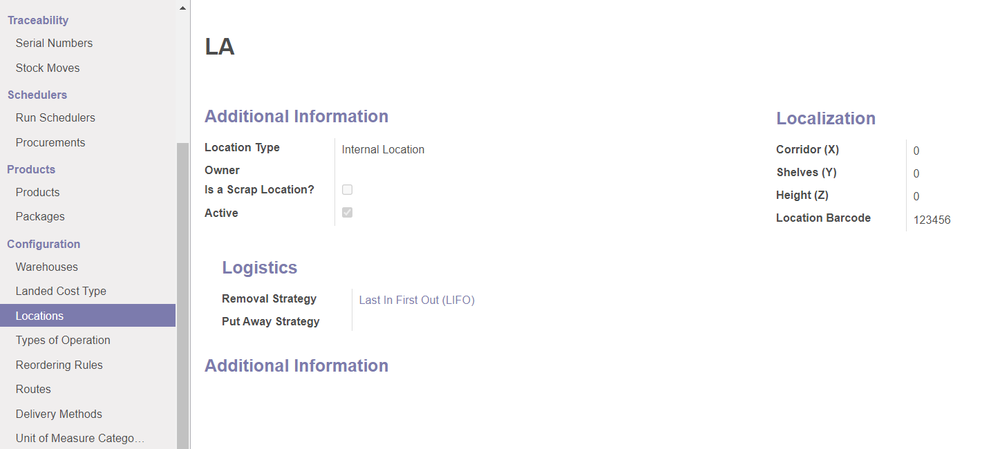 Traceability
Serial Numbers
Stock Moves
Schedulers
Run Schedulers
Procurements
Products
Products
Packages
Configuration
Warehouses
Landed Cost Type
Locations
Types of Operation
Reordering Rules
Routes
Delivery Methods
Unit of Measure Catego…
LA
Additional Information
Location Type Internal Location
Owner
Is a Scrap Location?
Active
Localization
Corridor (X) 0
Shelves (Y) 0
Height (Z) 0
Location Barcode 123456
Logistics
Removal Strategy Last In First Out (LIFO)
Put Away Strategy
Additional Information